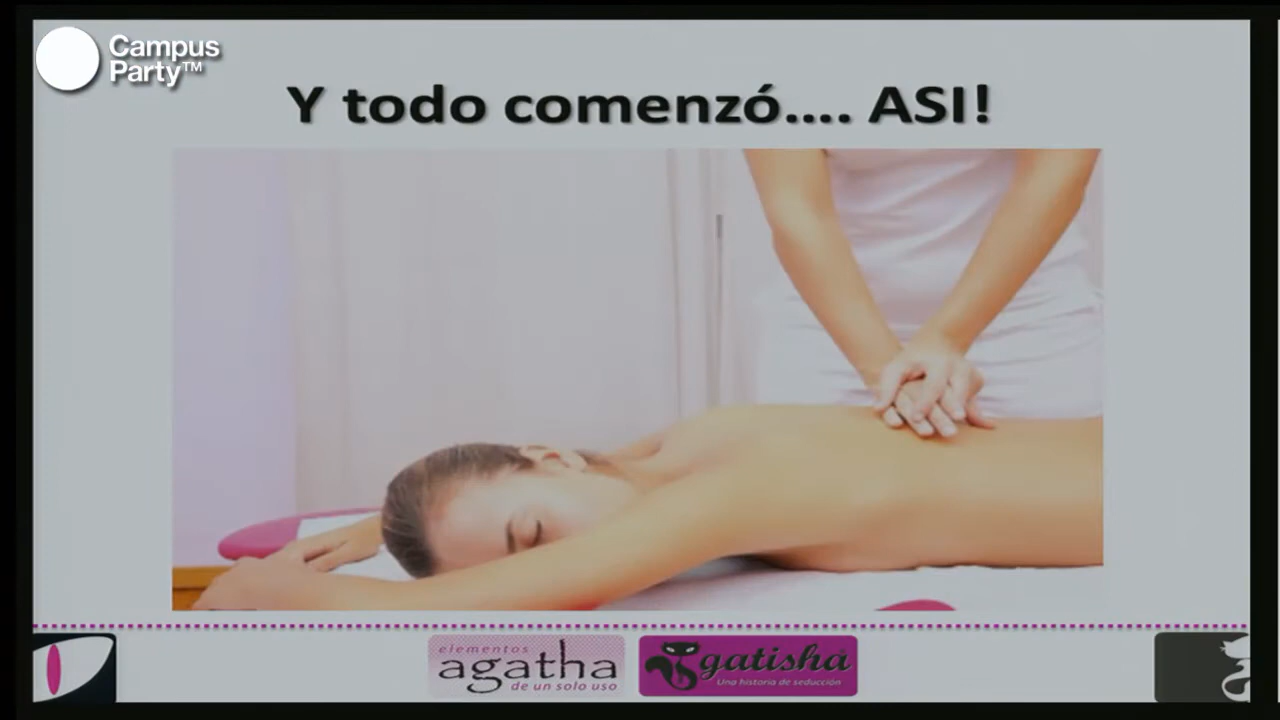 Campus
Party™
Y todo comenzó.... ASI!
elementos
agatha
de un solo uso
gatisha
Una historia de seducción